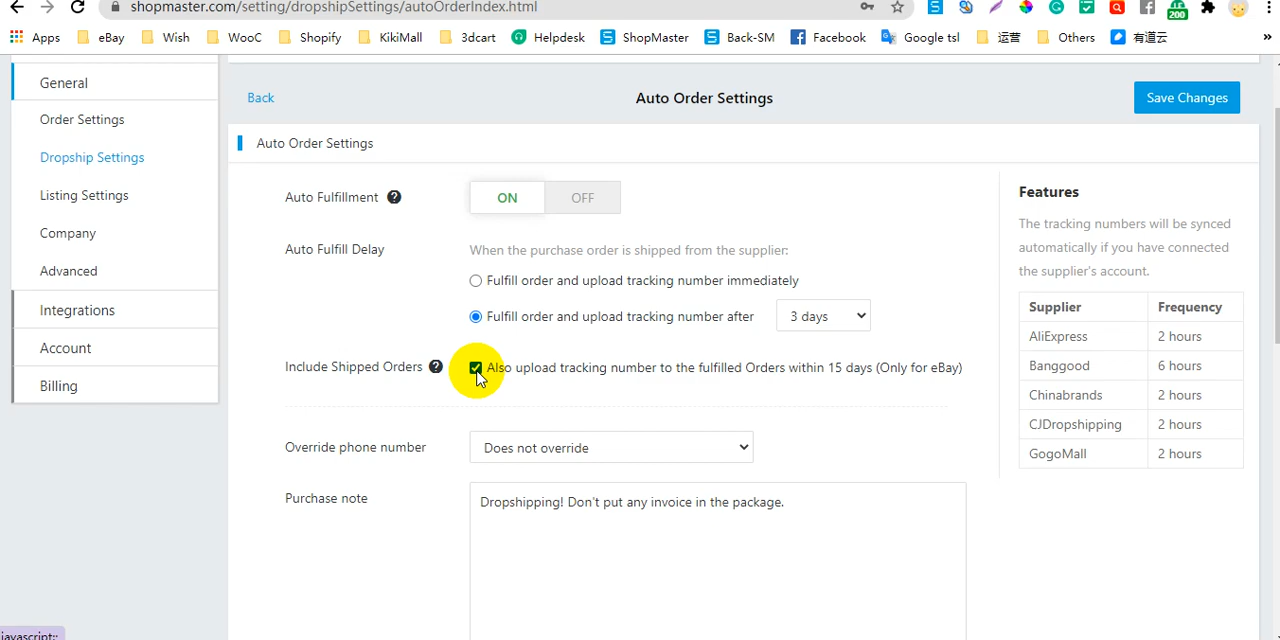 shopmaster.com/setting/dropshipSettings/autoOrderIndex.html
200
Apps eBay Wish WooC Shopify KikiMall 3dcart Helpdesk ShopMaster Back-SM Facebook Google tsl 运营 Others 有道云 »
General
Order Settings
Dropship Settings
Listing Settings
Company
Advanced
Integrations
Account
Billing
Back
Auto Order Settings
Save Changes
Auto Order Settings
Auto Fulfillment ? ON OFF
Auto Fulfill Delay When the purchase order is shipped from the supplier:
Fulfill order and upload tracking number immediately
Fulfill order and upload tracking number after 3 days
Include Shipped Orders ? Also upload tracking number to the fulfilled Orders within 15 days (Only for eBay)
Override phone number Does not override
Purchase note Dropshipping! Don't put any invoice in the package.
Features
The tracking numbers will be synced
automatically if you have connected
the supplier's account.
Supplier Frequency
AliExpress 2 hours
Banggood 6 hours
Chinabrands 2 hours
CJDropshipping 2 hours
GogoMall 2 hours
javascript:;